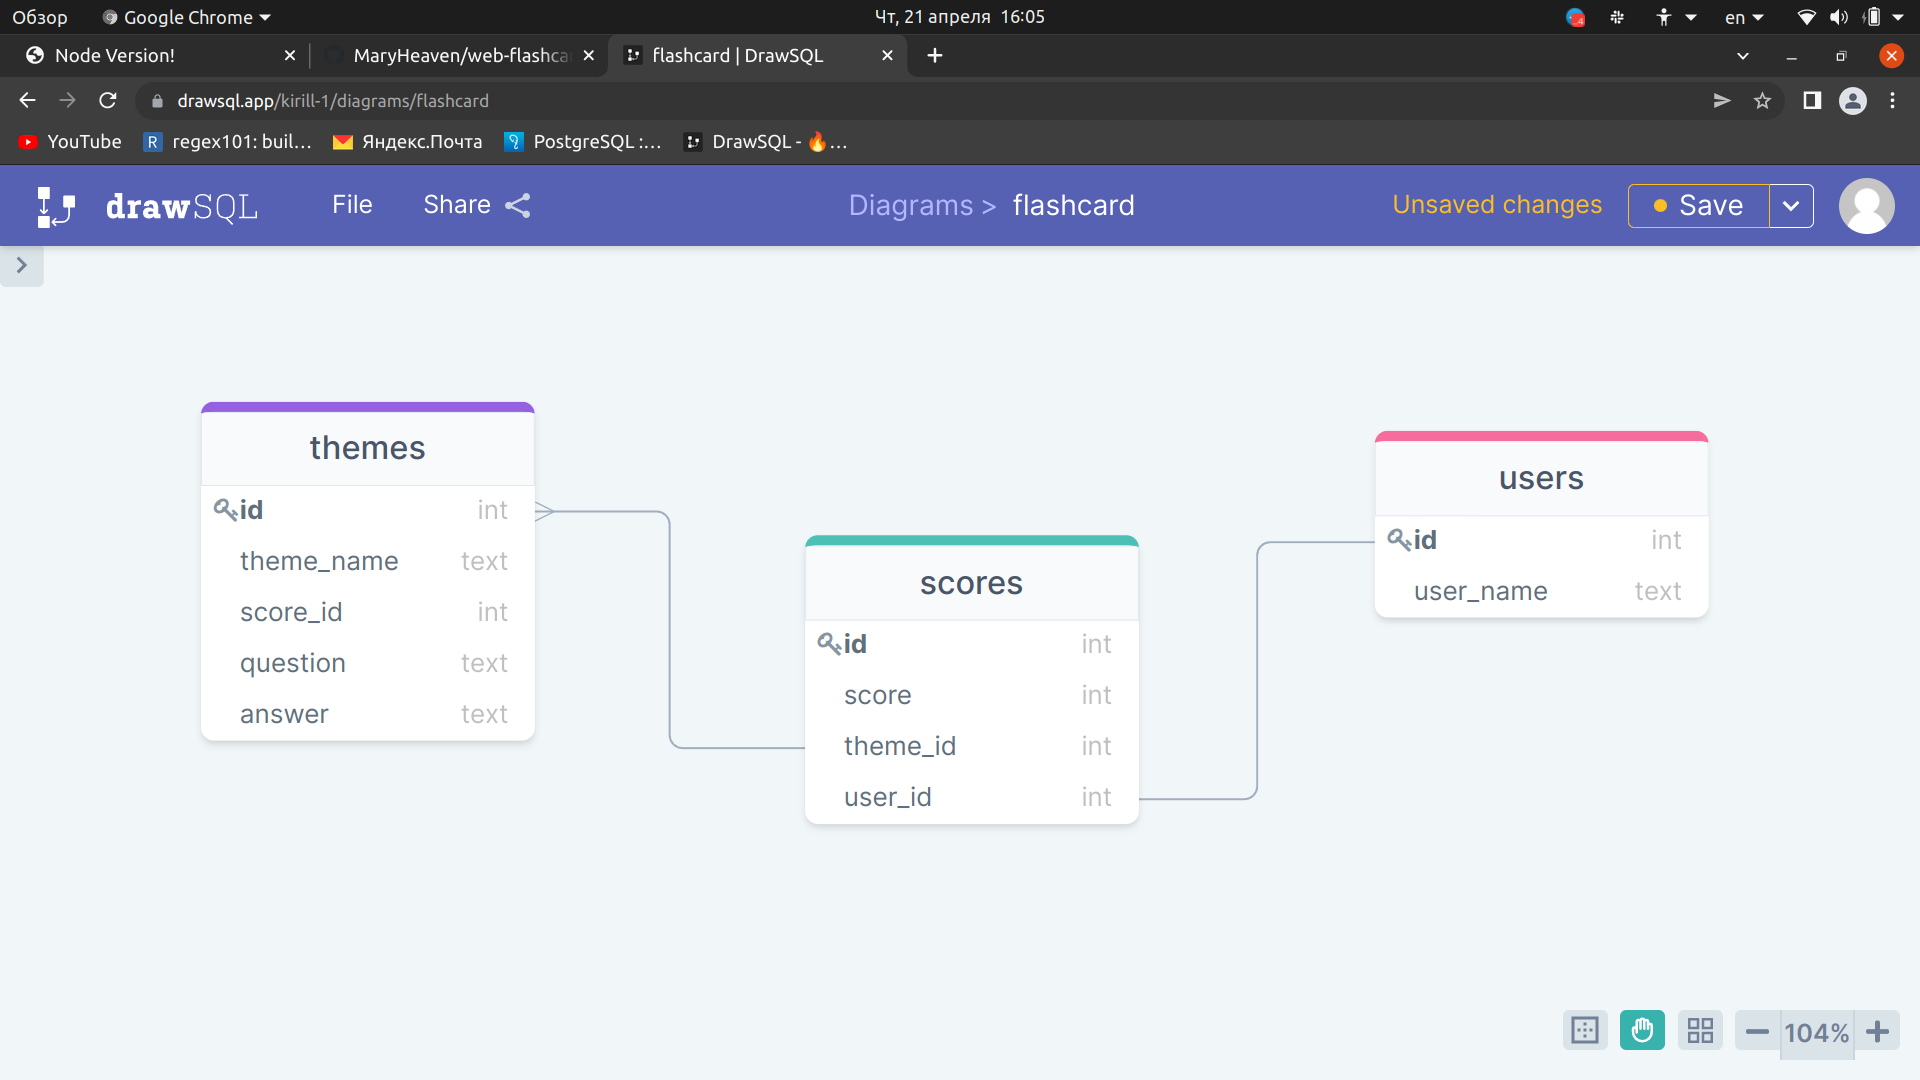 Обзор Google Chrome Чт, 21 апреля 16:05 en
Node Version! MaryHeaven/web-flashca flashcard | DrawSQL
drawsql.app/kirill-1/diagrams/flashcard
YouTube R regex101: buil... Яндекс.Почта PostgreSQL :... DrawSQL - 🔥...
drawSQL File Share Diagrams > flashcard Unsaved changes Save
themes
id int
theme_name text
score_id int
question text
answer text
scores
id int
score int
theme_id int
user_id int
users
id int
user_name text
104%